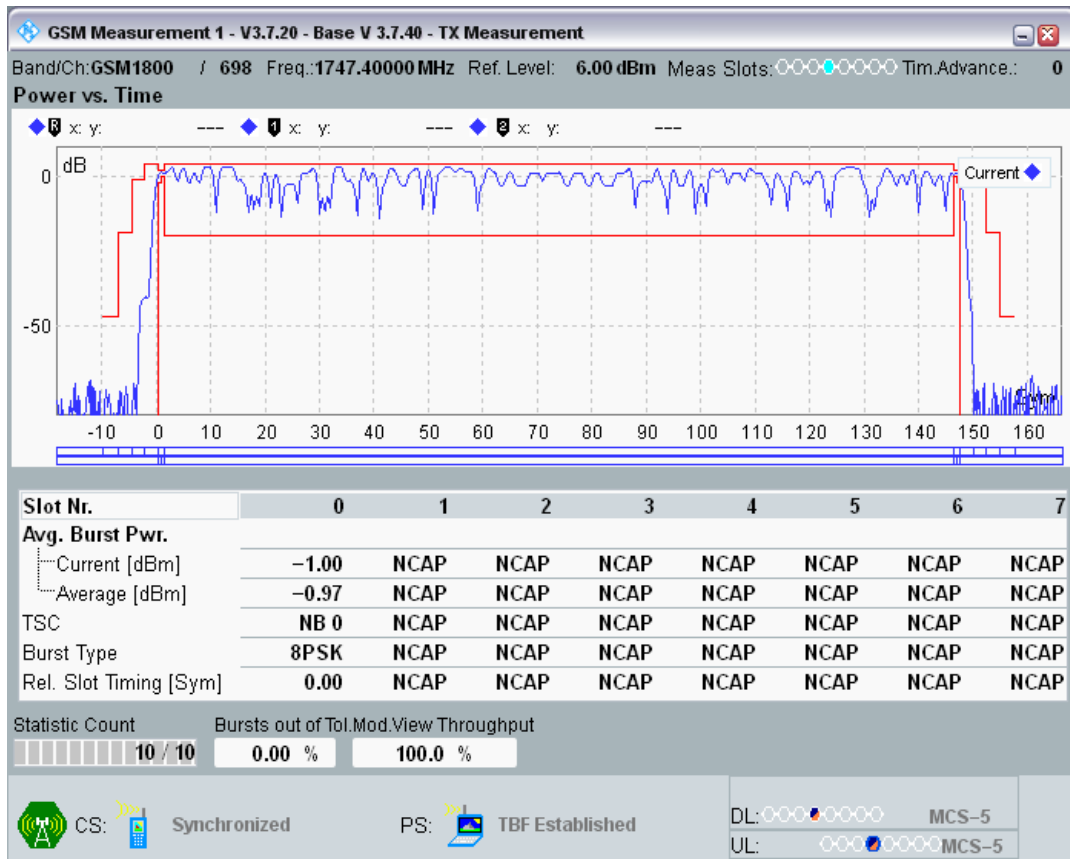 GSM Measurement 1 - V3.7.20 - Base V 3.7.40 - TX Measurement
Band/Ch:GSM1800 / 698 Freq.:1747.40000 MHz Ref. Level: 6.00 dBm Meas Slots: Tim.Advance.: 0
Power vs. Time
R x: y: --- 1 x: y: --- 2 x: y: ---
dB
Current
0
-50
Sym
-10 0 10 20 30 40 50 60 70 80 90 100 110 120 130 140 150 160
Slot Nr. 0 1 2 3 4 5 6 7
Avg. Burst Pwr.
Current [dBm] −1.00 NCAP NCAP NCAP NCAP NCAP NCAP NCAP
Average [dBm] −0.97 NCAP NCAP NCAP NCAP NCAP NCAP NCAP
TSC NB 0 NCAP NCAP NCAP NCAP NCAP NCAP NCAP
Burst Type 8PSK NCAP NCAP NCAP NCAP NCAP NCAP NCAP
Rel. Slot Timing [Sym] 0.00 NCAP NCAP NCAP NCAP NCAP NCAP NCAP
Statistic Count Bursts out of Tol.Mod.View Throughput
10 / 10 0.00 % 100.0 %
CS: Synchronized PS: TBF Established
DL: MCS−5
UL: MCS−5